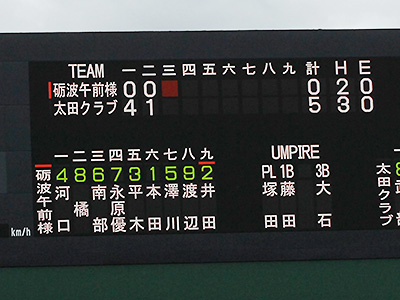 TEAM 一 二 三 四 五 六 七 八 九 計 H E
砺波午前様 0 0 0 2 0
太田クラブ 4 1 5 3 0
一 二 三 四 五 六 七 八 九 UMPIRE
4 8 6 7 3 1 5 9 2 PL 1B 3B
砺波午前様
河口
橘
南部
永原優
平木
本田
澤川
渡辺
井田
塚田
藤田
大石
太田クラブ
km/h